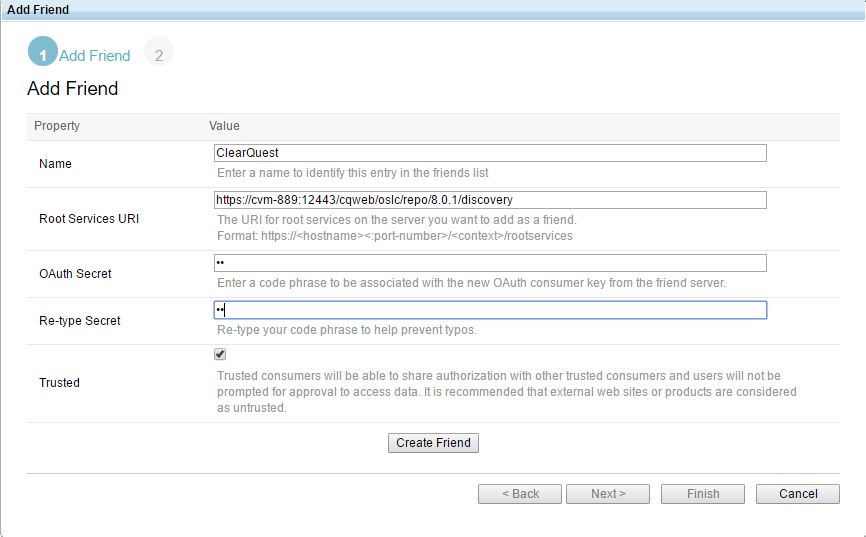 Add Friend
1 Add Friend 2
Add Friend
Property Value
Name ClearQuest
Enter a name to identify this entry in the friends list
Root Services URI https://cvm-889:12443/cqweb/oslc/repo/8.0.1/discovery
The URI for root services on the server you want to add as a friend.
Format: https://<hostname><:port-number>/<context>/rootservices
OAuth Secret ••
Enter a code phrase to be associated with the new OAuth consumer key from the friend server.
Re-type Secret ••
Re-type your code phrase to help prevent typos.
Trusted
Trusted consumers will be able to share authorization with other trusted consumers and users will not be
prompted for approval to access data. It is recommended that external web sites or products are considered
as untrusted.
Create Friend
< Back Next > Finish Cancel